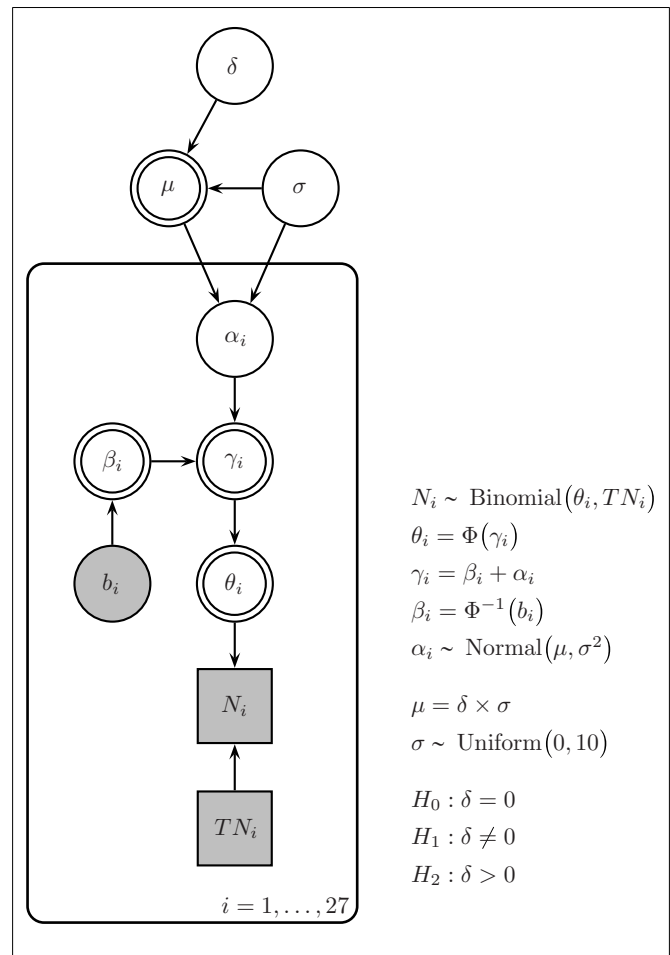 δ
μ
σ
α_i
β_i
γ_i
b_i
θ_i
N_i
TN_i
i = 1, . . . , 27
N_i ~ Binomial(θ_i, TN_i)
θ_i = Φ(γ_i)
γ_i = β_i + α_i
β_i = Φ^{-1}(b_i)
α_i ~ Normal(μ, σ^2)
μ = δ × σ
σ ~ Uniform(0, 10)
H_0 : δ = 0
H_1 : δ ≠ 0
H_2 : δ > 0